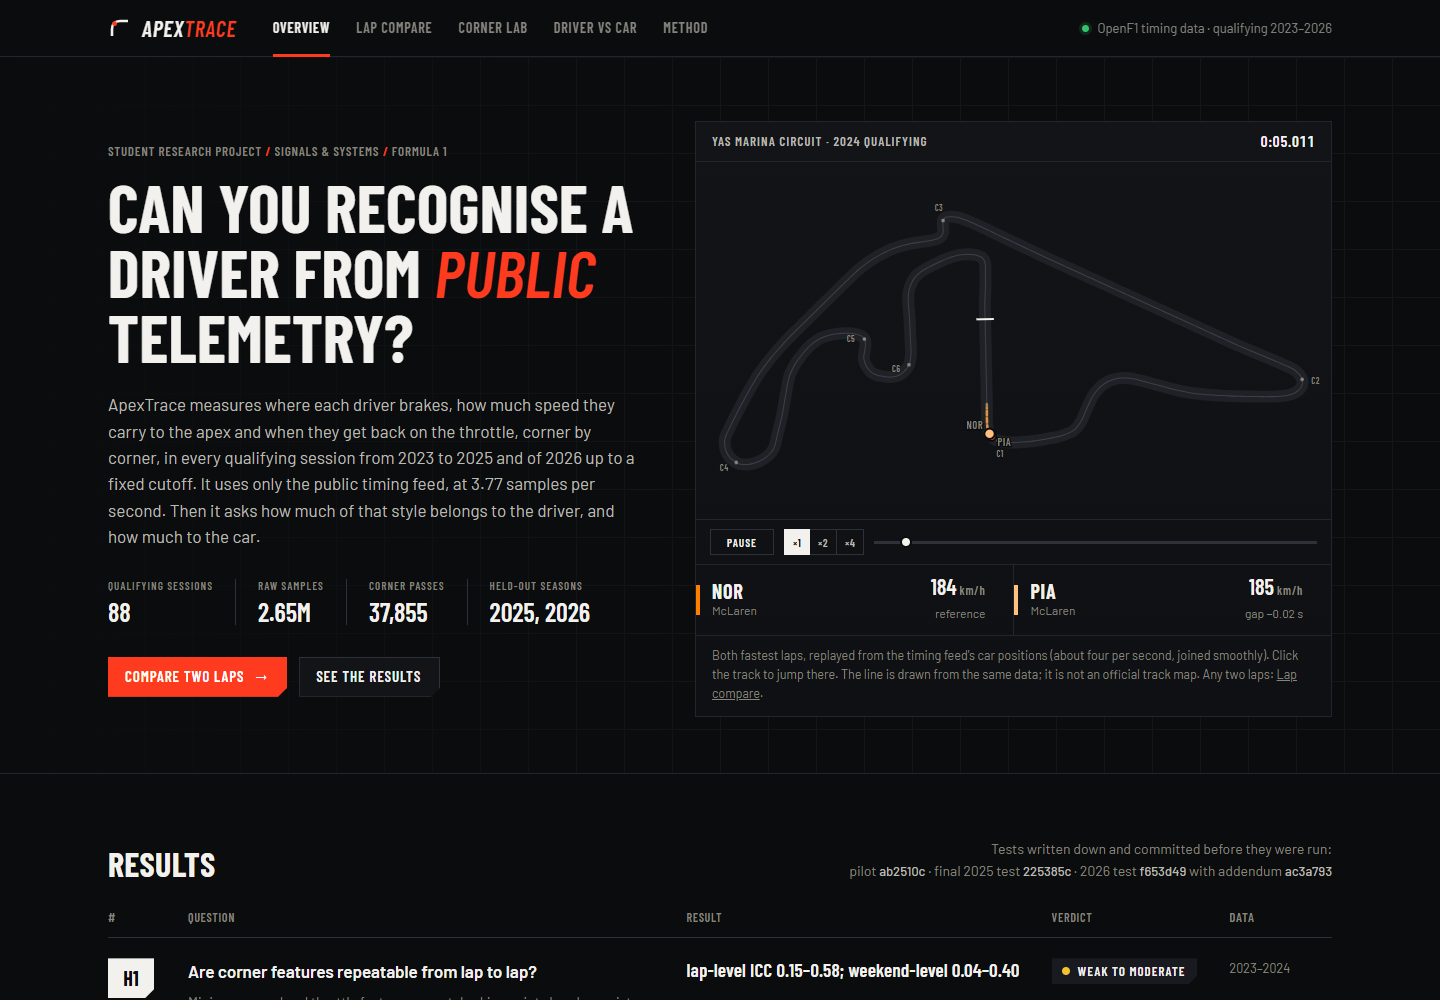 APEXTRACE
OVERVIEW LAP COMPARE CORNER LAB DRIVER VS CAR METHOD
OpenF1 timing data · qualifying 2023–2026
STUDENT RESEARCH PROJECT / SIGNALS & SYSTEMS / FORMULA 1
CAN YOU RECOGNISE A
DRIVER FROM PUBLIC
TELEMETRY?
ApexTrace measures where each driver brakes, how much speed they
carry to the apex and when they get back on the throttle, corner by
corner, in every qualifying session from 2023 to 2025 and of 2026 up to a
fixed cutoff. It uses only the public timing feed, at 3.77 samples per
second. Then it asks how much of that style belongs to the driver, and
how much to the car.
QUALIFYING SESSIONS RAW SAMPLES CORNER PASSES HELD-OUT SEASONS
88 2.65M 37,855 2025, 2026
COMPARE TWO LAPS →
SEE THE RESULTS
YAS MARINA CIRCUIT · 2024 QUALIFYING
0:05.011
C3
C5
C6
C2
NOR
PIA
C1
C4
PAUSE ×1 ×2 ×4
NOR 184 km/h
McLaren reference
PIA 185 km/h
McLaren gap −0.02 s
Both fastest laps, replayed from the timing feed's car positions (about four per second, joined smoothly). Click
the track to jump there. The line is drawn from the same data; it is not an official track map. Any two laps: Lap
compare.
RESULTS
Tests written down and committed before they were run:
pilot ab2510c · final 2025 test 225385c · 2026 test f653d49 with addendum ac3a793
# QUESTION RESULT VERDICT DATA
H1 Are corner features repeatable from lap to lap? lap-level ICC 0.15–0.58; weekend-level 0.04–0.40 WEAK TO MODERATE 2023–2024